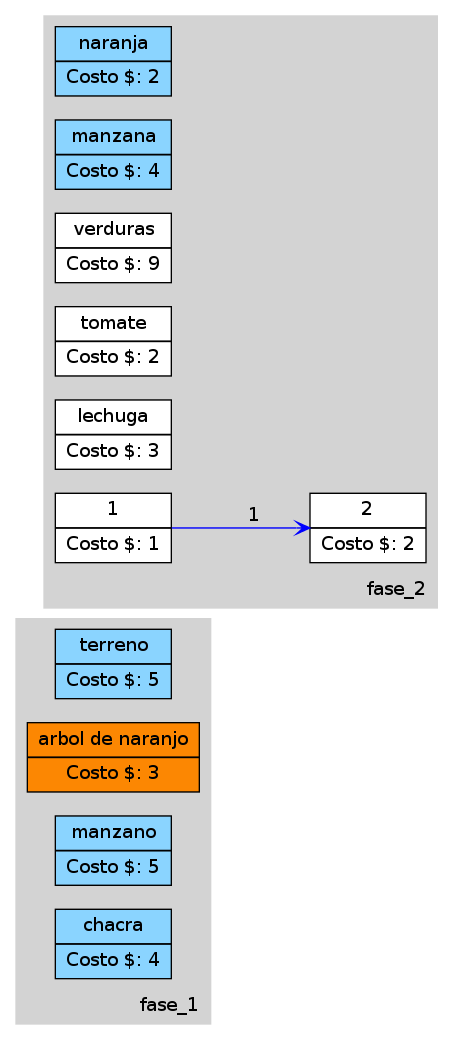 naranja
Costo $: 2
manzana
Costo $: 4
verduras
Costo $: 9
tomate
Costo $: 2
lechuga
Costo $: 3
1
Costo $: 1
1
2
Costo $: 2
fase_2
terreno
Costo $: 5
arbol de naranjo
Costo $: 3
manzano
Costo $: 5
chacra
Costo $: 4
fase_1